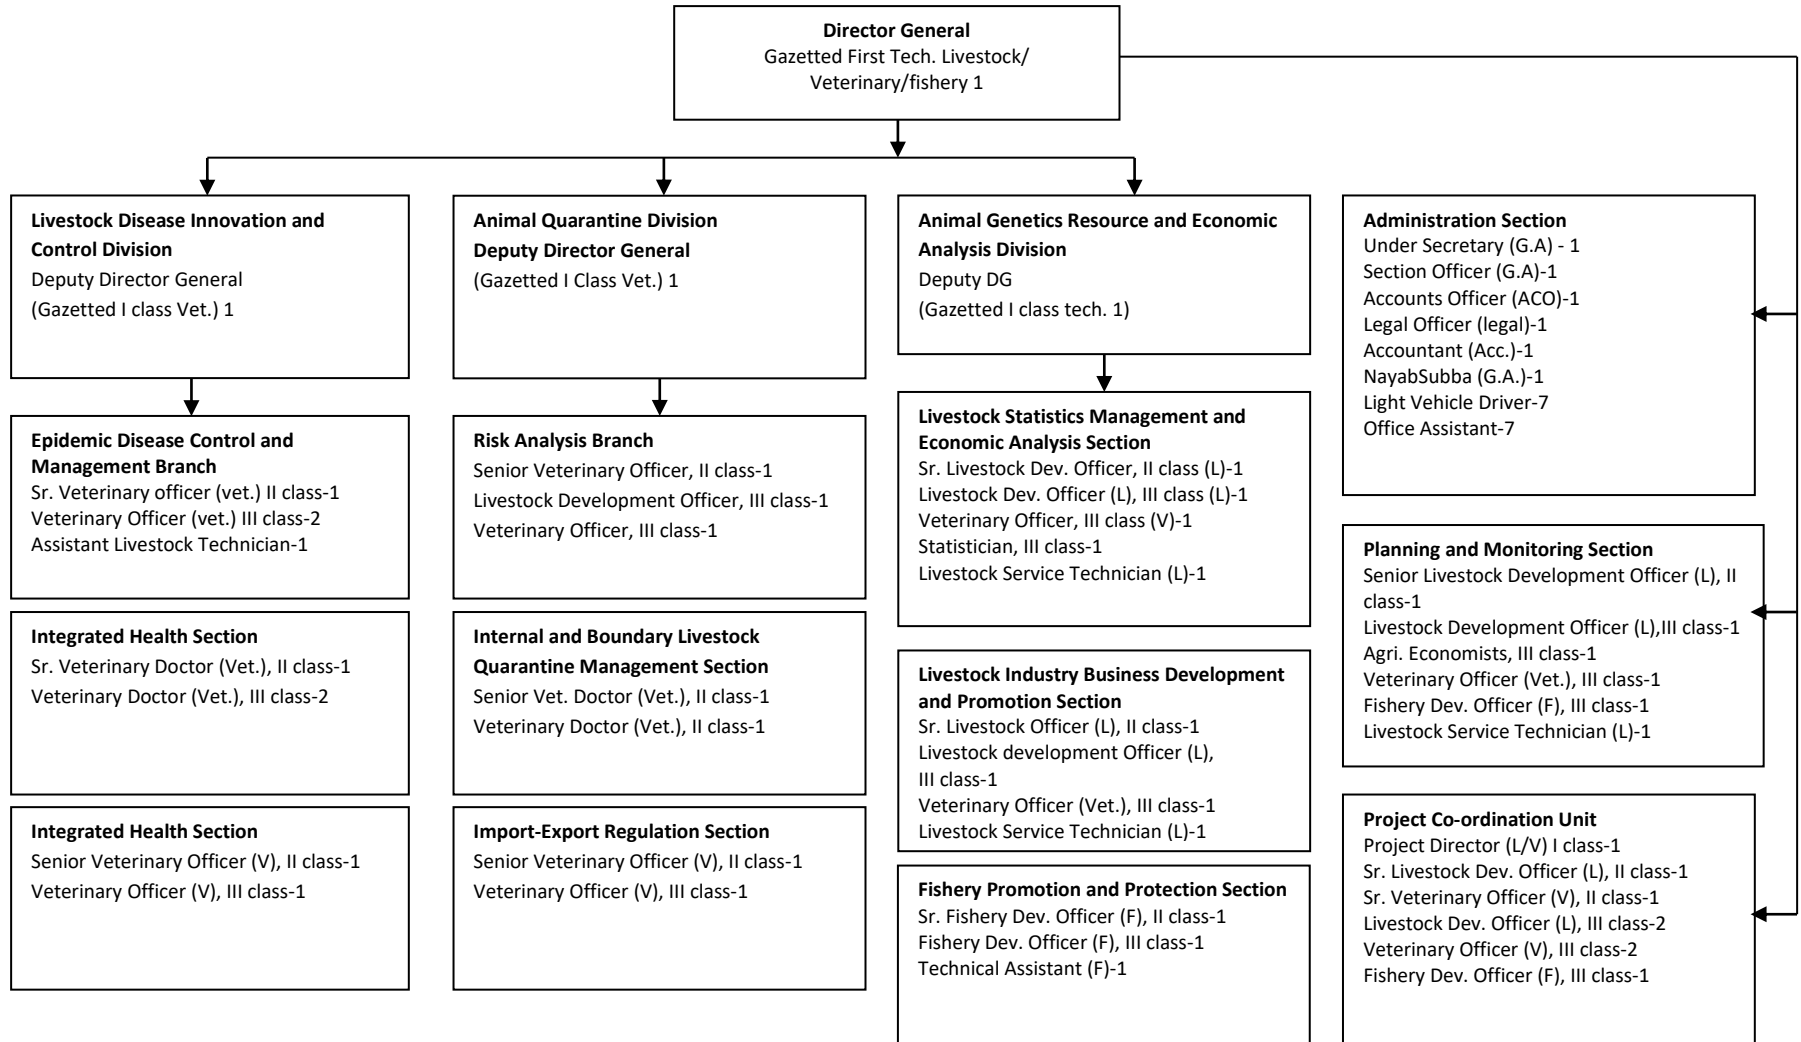 Director General
Gazetted First Tech. Livestock/
Veterinary/fishery 1
Livestock Disease Innovation and
Control Division
Deputy Director General
(Gazetted I class Vet.) 1
Animal Quarantine Division
Deputy Director General
(Gazetted I Class Vet.) 1
Animal Genetics Resource and Economic
Analysis Division
Deputy DG
(Gazetted I class tech. 1)
Administration Section
Under Secretary (G.A) - 1
Section Officer (G.A)-1
Accounts Officer (ACO)-1
Legal Officer (legal)-1
Accountant (Acc.)-1
NayabSubba (G.A.)-1
Light Vehicle Driver-7
Office Assistant-7
Epidemic Disease Control and
Management Branch
Sr. Veterinary officer (vet.) II class-1
Veterinary Officer (vet.) III class-2
Assistant Livestock Technician-1
Risk Analysis Branch
Senior Veterinary Officer, II class-1
Livestock Development Officer, III class-1
Veterinary Officer, III class-1
Livestock Statistics Management and
Economic Analysis Section
Sr. Livestock Dev. Officer, II class (L)-1
Livestock Dev. Officer (L), III class (L)-1
Veterinary Officer, III class (V)-1
Statistician, III class-1
Livestock Service Technician (L)-1
Planning and Monitoring Section
Senior Livestock Development Officer (L), II
class-1
Livestock Development Officer (L),III class-1
Agri. Economists, III class-1
Veterinary Officer (Vet.), III class-1
Fishery Dev. Officer (F), III class-1
Livestock Service Technician (L)-1
Integrated Health Section
Sr. Veterinary Doctor (Vet.), II class-1
Veterinary Doctor (Vet.), III class-2
Internal and Boundary Livestock
Quarantine Management Section
Senior Vet. Doctor (Vet.), II class-1
Veterinary Doctor (Vet.), II class-1
Livestock Industry Business Development
and Promotion Section
Sr. Livestock Officer (L), II class-1
Livestock development Officer (L),
III class-1
Veterinary Officer (Vet.), III class-1
Livestock Service Technician (L)-1
Integrated Health Section
Senior Veterinary Officer (V), II class-1
Veterinary Officer (V), III class-1
Import-Export Regulation Section
Senior Veterinary Officer (V), II class-1
Veterinary Officer (V), III class-1
Fishery Promotion and Protection Section
Sr. Fishery Dev. Officer (F), II class-1
Fishery Dev. Officer (F), III class-1
Technical Assistant (F)-1
Project Co-ordination Unit
Project Director (L/V) I class-1
Sr. Livestock Dev. Officer (L), II class-1
Sr. Veterinary Officer (V), II class-1
Livestock Dev. Officer (L), III class-2
Veterinary Officer (V), III class-2
Fishery Dev. Officer (F), III class-1